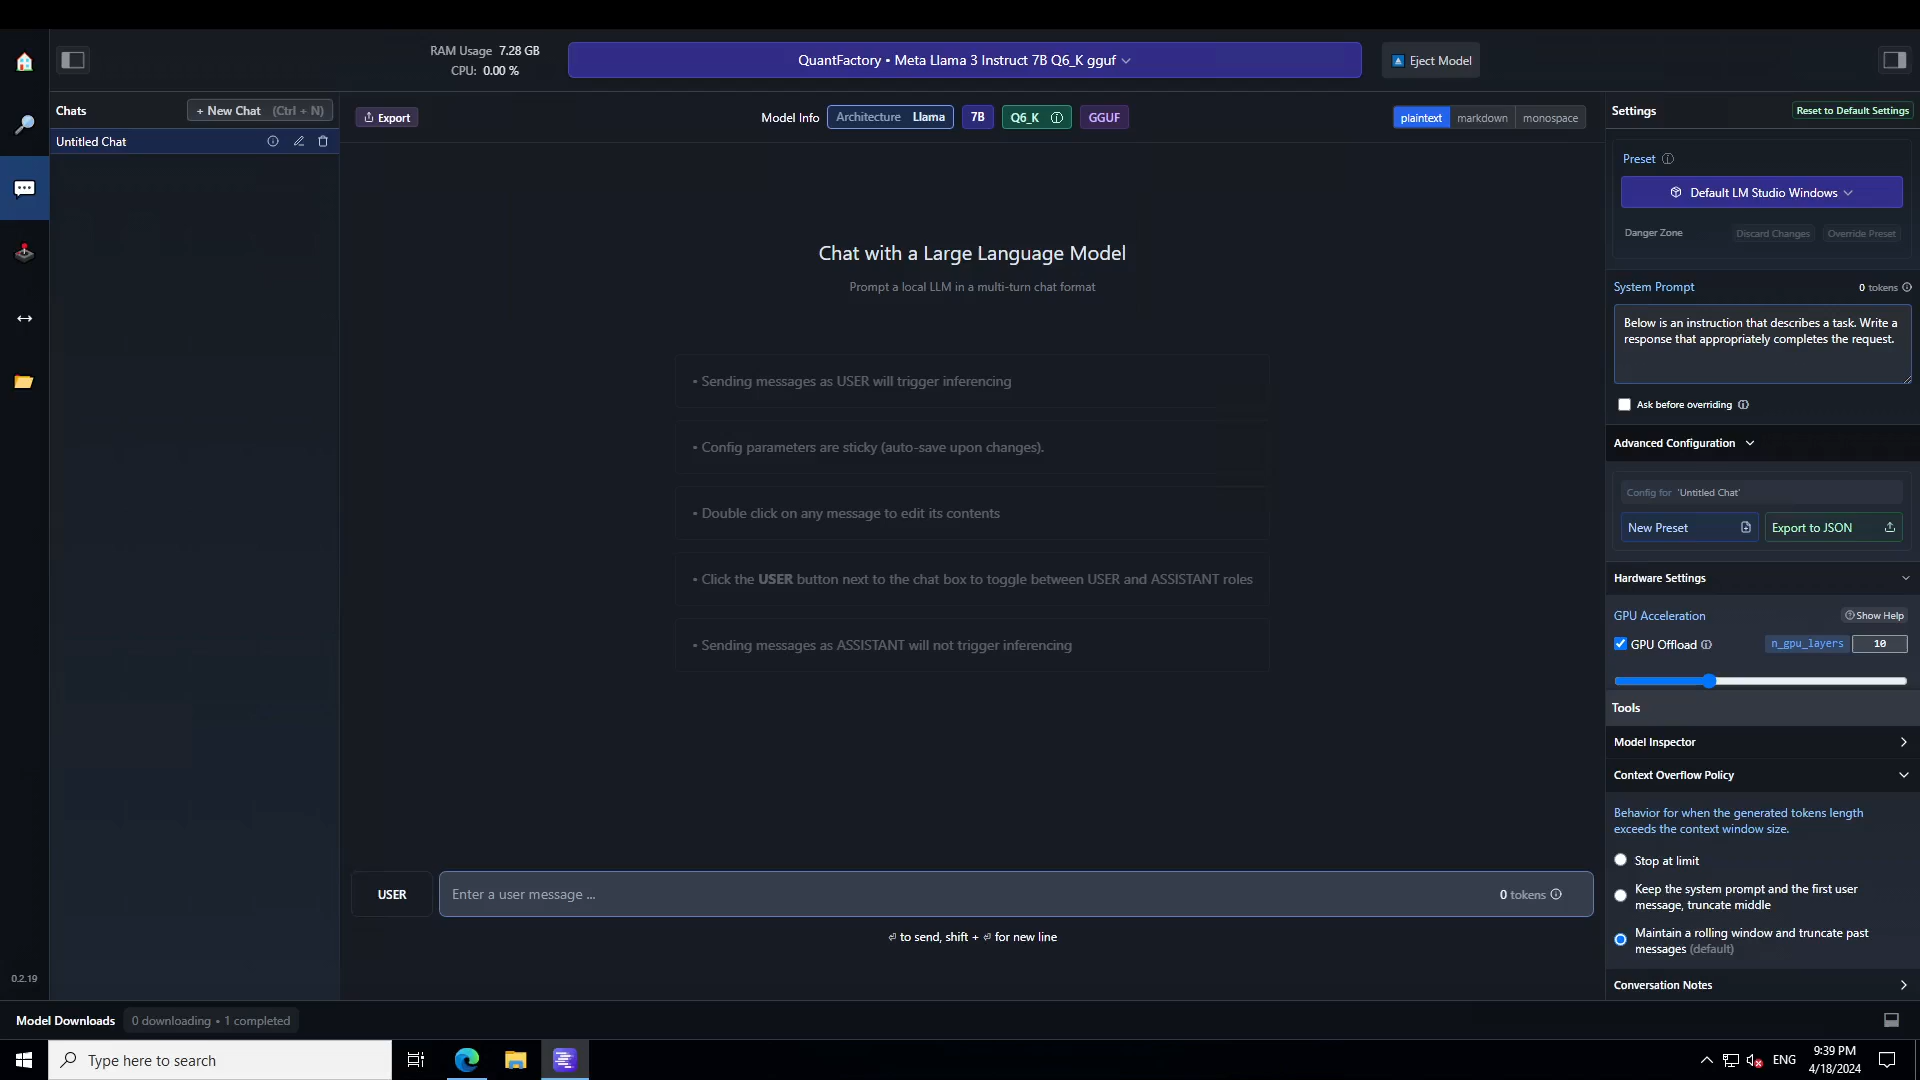 RAM Usage 7.28 GB
CPU: 0.00 %
QuantFactory • Meta Llama 3 Instruct 7B Q6_K gguf
Eject Model
Chats
+ New Chat (Ctrl + N)
Untitled Chat
Export
Model Info Architecture Llama 7B Q6_K GGUF
plaintext markdown monospace
Chat with a Large Language Model
Prompt a local LLM in a multi-turn chat format
• Sending messages as USER will trigger inferencing
• Config parameters are sticky (auto-save upon changes).
• Double click on any message to edit its contents
• Click the USER button next to the chat box to toggle between USER and ASSISTANT roles
• Sending messages as ASSISTANT will not trigger inferencing
USER
Enter a user message ...
0 tokens
⏎ to send, shift + ⏎ for new line
Settings
Reset to Default Settings
Preset
Default LM Studio Windows
Danger Zone
Discard Changes
Override Preset
System Prompt
0 tokens
Below is an instruction that describes a task. Write a
response that appropriately completes the request.
Ask before overriding
Advanced Configuration
Config for 'Untitled Chat'
New Preset
Export to JSON
Hardware Settings
GPU Acceleration
Show Help
GPU Offload
n_gpu_layers 10
Tools
Model Inspector
Context Overflow Policy
Behavior for when the generated tokens length
exceeds the context window size.
Stop at limit
Keep the system prompt and the first user
message, truncate middle
Maintain a rolling window and truncate past
messages (default)
Conversation Notes
0.2.19
Model Downloads
0 downloading • 1 completed
Type here to search
ENG
9:39 PM
4/18/2024